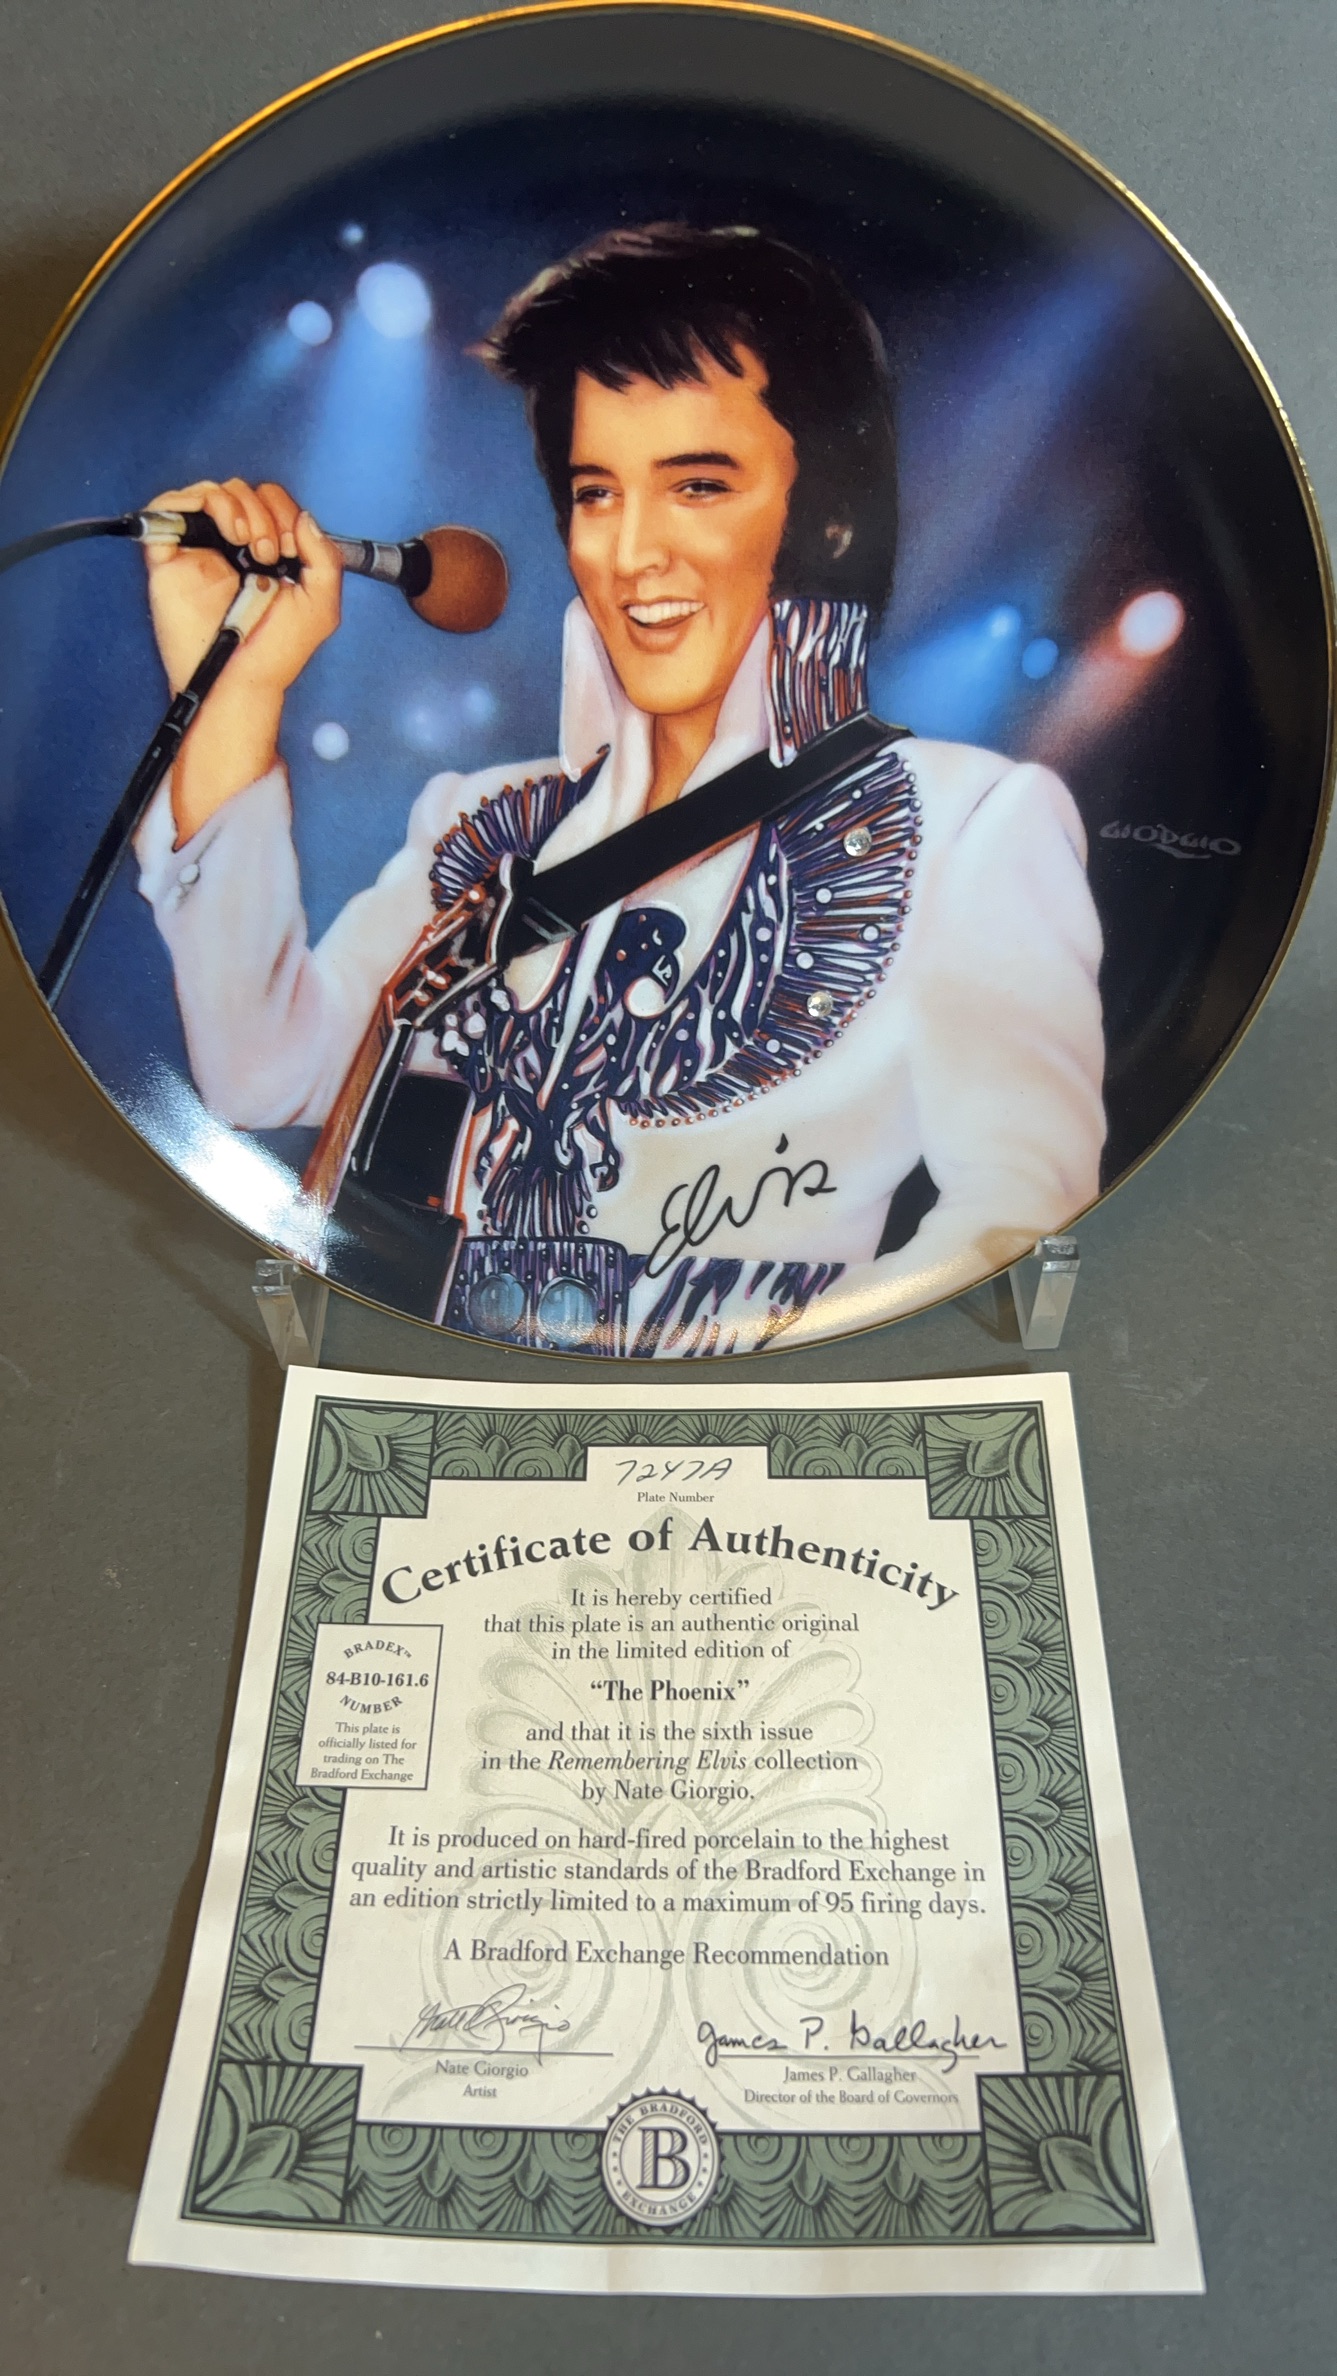 GIORGIO
Elvis
7247A
Plate Number
Certificate of Authenticity
It is hereby certified
that this plate is an authentic original
in the limited edition of
“The Phoenix”
and that it is the sixth issue
in the Remembering Elvis collection
by Nate Giorgio.
BRADEX™
84-B10-161.6
NUMBER
This plate is
officially listed for
trading on The
Bradford Exchange
It is produced on hard-fired porcelain to the highest
quality and artistic standards of the Bradford Exchange in
an edition strictly limited to a maximum of 95 firing days.
A Bradford Exchange Recommendation
Nate Giorgio
James P. Gallagher
Nate Giorgio
Artist
James P. Gallagher
Director of the Board of Governors
THE BRADFORD
B
EXCHANGE